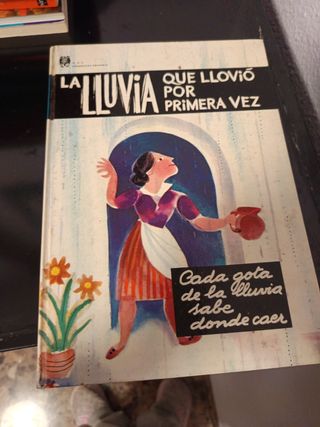 LA LLUVIA
QUE LLOVIÓ
POR
PRIMERA VEZ
Cada gota
de la lluvia
sabe
donde caer